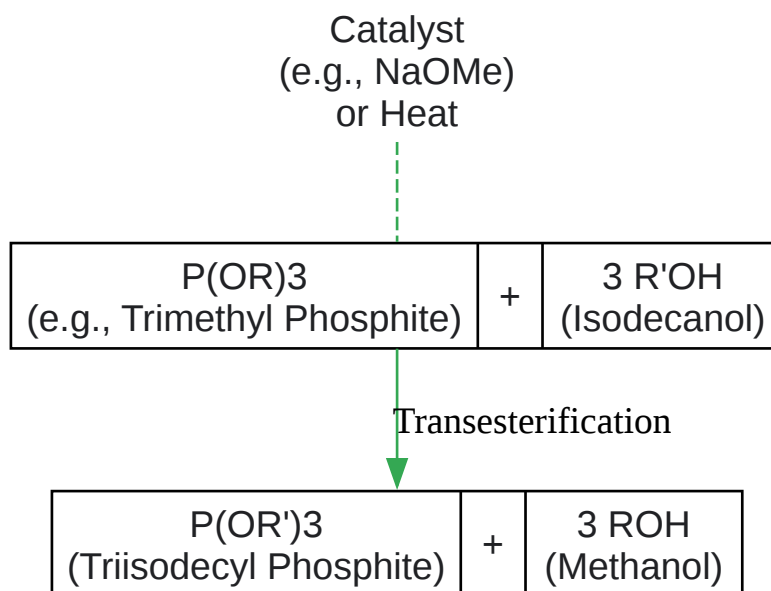 Catalyst
(e.g., NaOMe)
or Heat
P(OR)3 + 3 R'OH
(e.g., Trimethyl Phosphite) (Isodecanol)
Transesterification
P(OR')3 + 3 ROH
(Triisodecyl Phosphite) (Methanol)